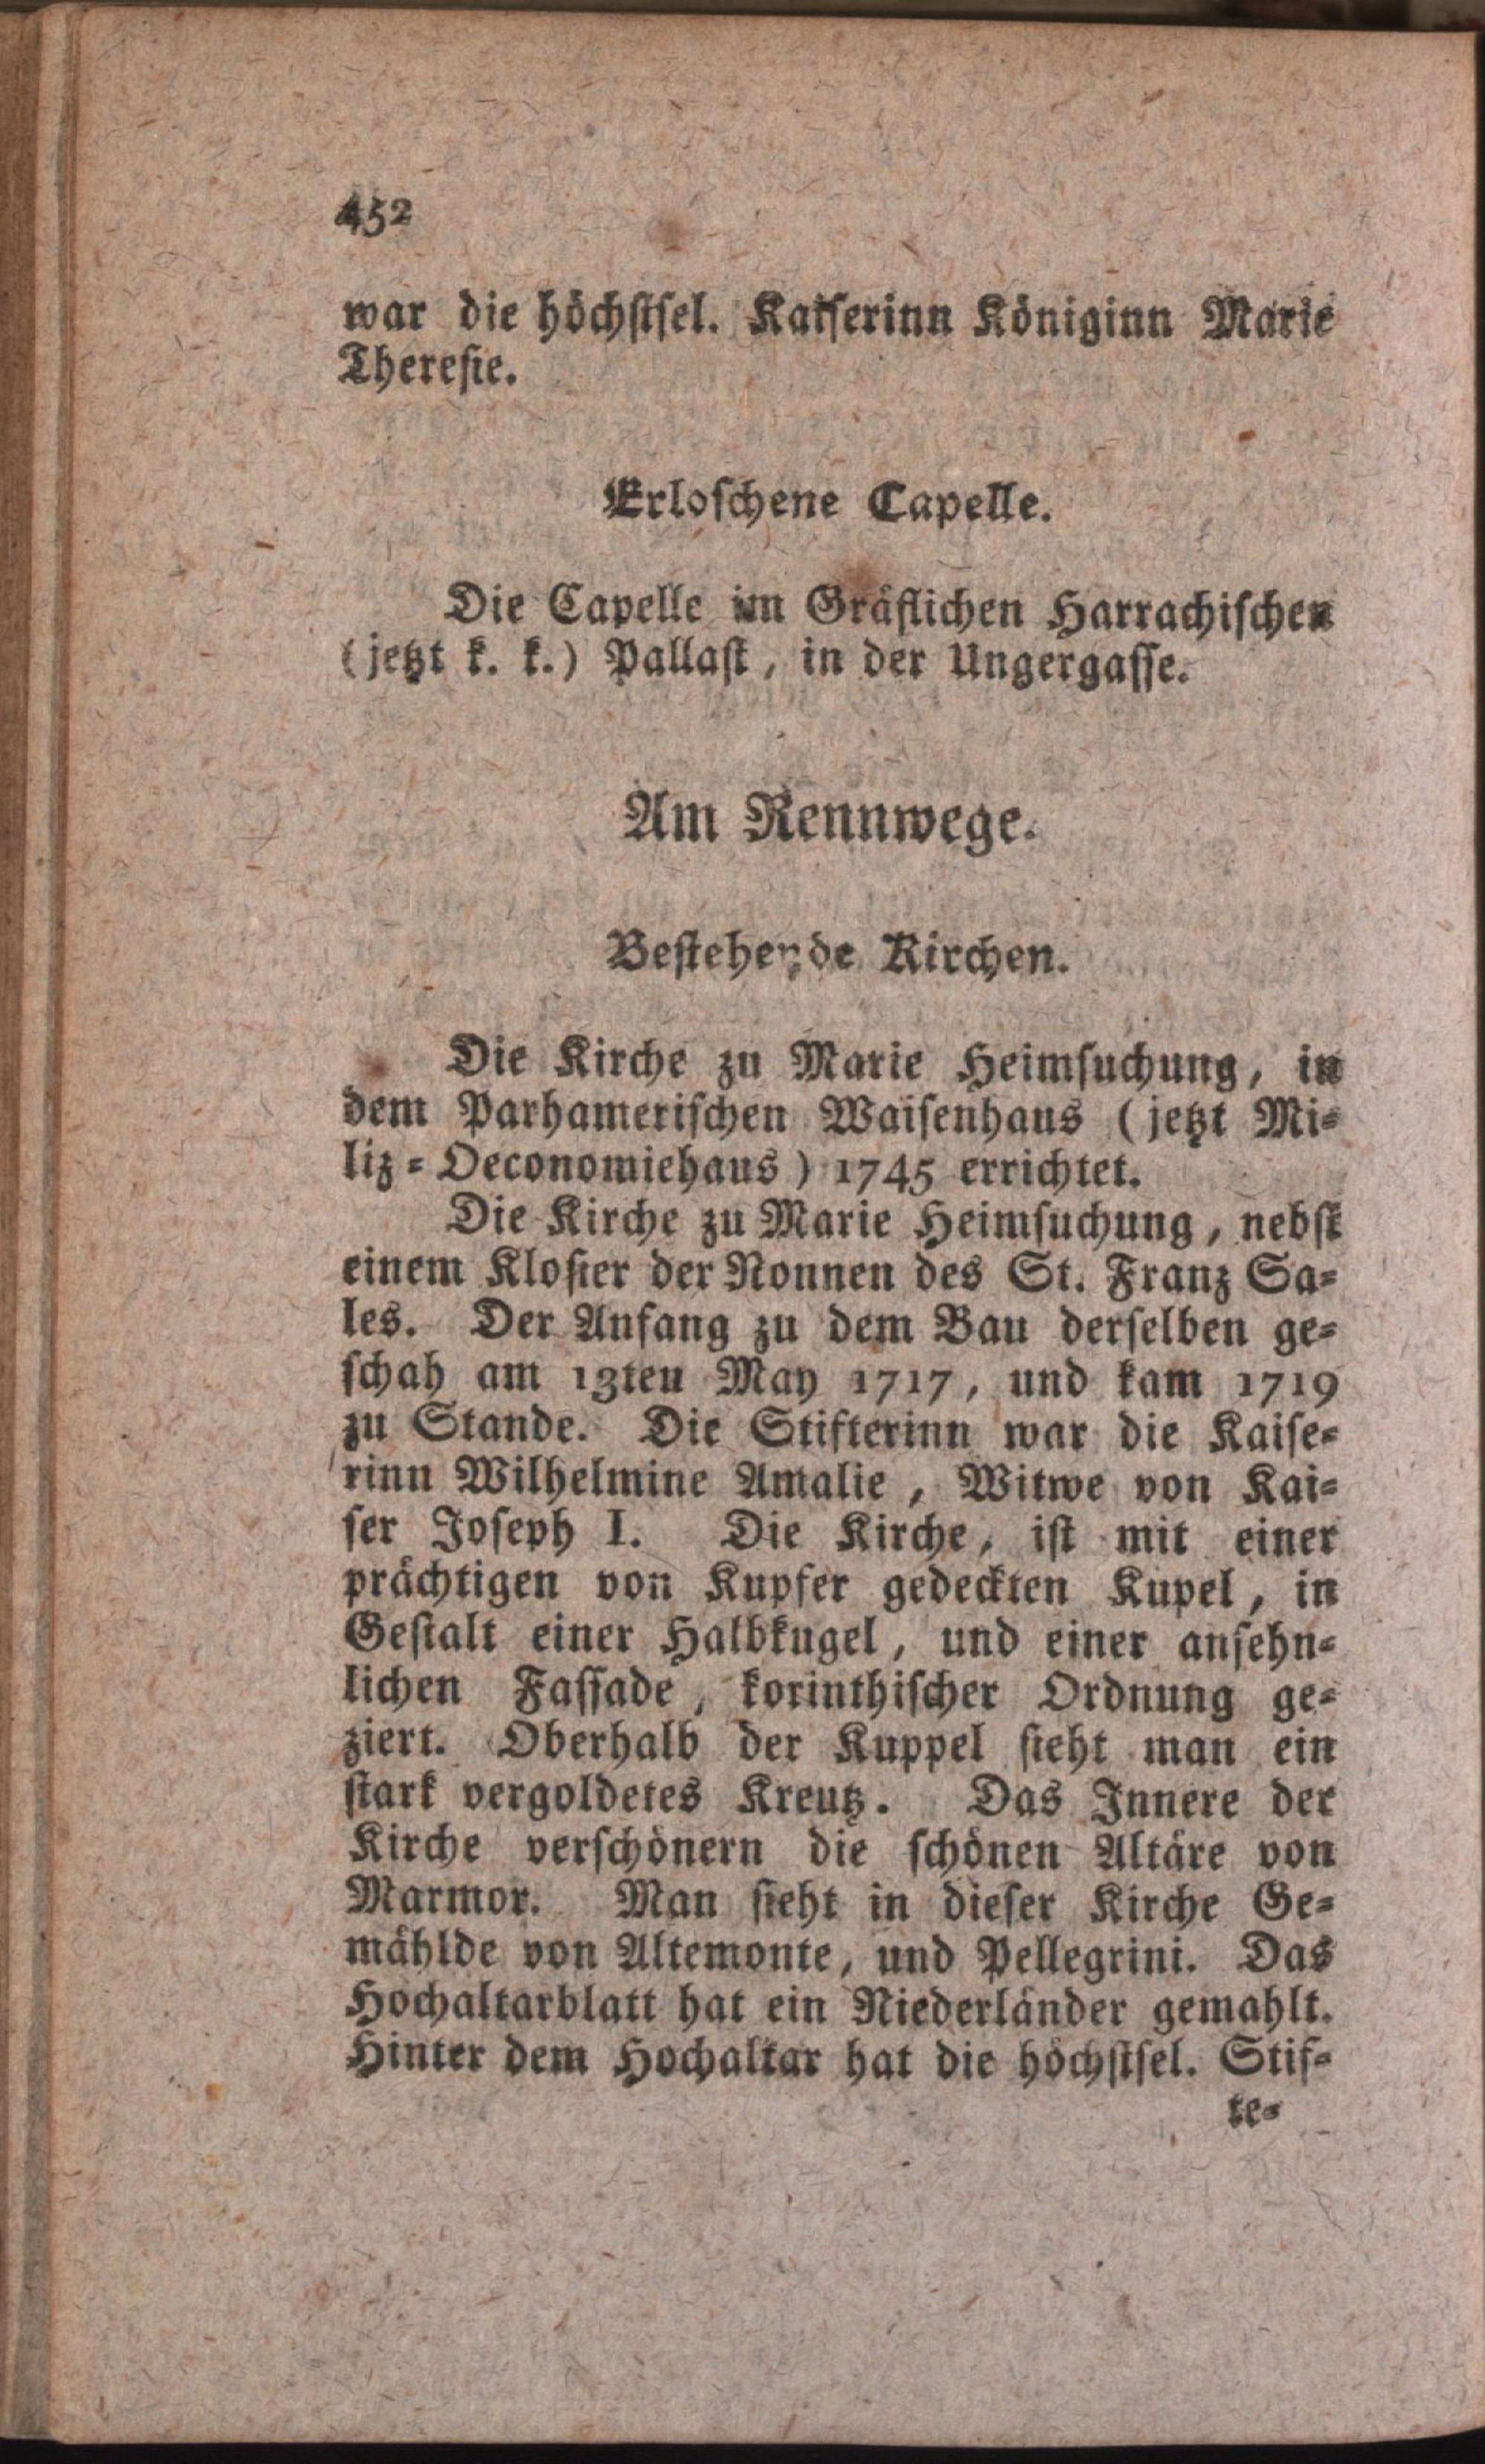 452
war die höchstsel. Kaiserinn Königinn Marie
Theresie.
Erloschene Capelle.
Die Capelle im Gräflichen Harrachischen
(jetzt k. k.) Pallast, in der Ungergasse.
Am Rennwege.
Bestehende Kirchen.
Die Kirche zu Marie Heimsuchung, in
dem Parhamerischen Waisenhaus (jetzt Mi-
liz-Oeconomiehaus) 1745 errichtet.
Die Kirche zu Marie Heimsuchung, nebst
einem Kloster der Nonnen des St. Franz Sa-
les. Der Anfang zu dem Bau derselben ge-
schah am 13ten May 1717, und kam 1719
zu Stande. Die Stifterinn war die Kaise-
rinn Wilhelmine Amalie, Witwe von Kai-
ser Joseph I. Die Kirche, ist mit einer
prächtigen von Kupfer gedeckten Kupel, in
Gestalt einer Halbkugel, und einer ansehn-
lichen Fassade, korinthischer Ordnung ge-
ziert. Oberhalb der Kuppel sieht man ein
stark vergoldetes Kreutz. Das Innere der
Kirche verschönern die schönen Altäre von
Marmor. Man sieht in dieser Kirche Ge-
mählde von Altemonte, und Pellegrini. Das
Hochaltarblatt hat ein Niederländer gemahlt.
Hinter dem Hochaltar hat die höchstsel. Stif-
te-